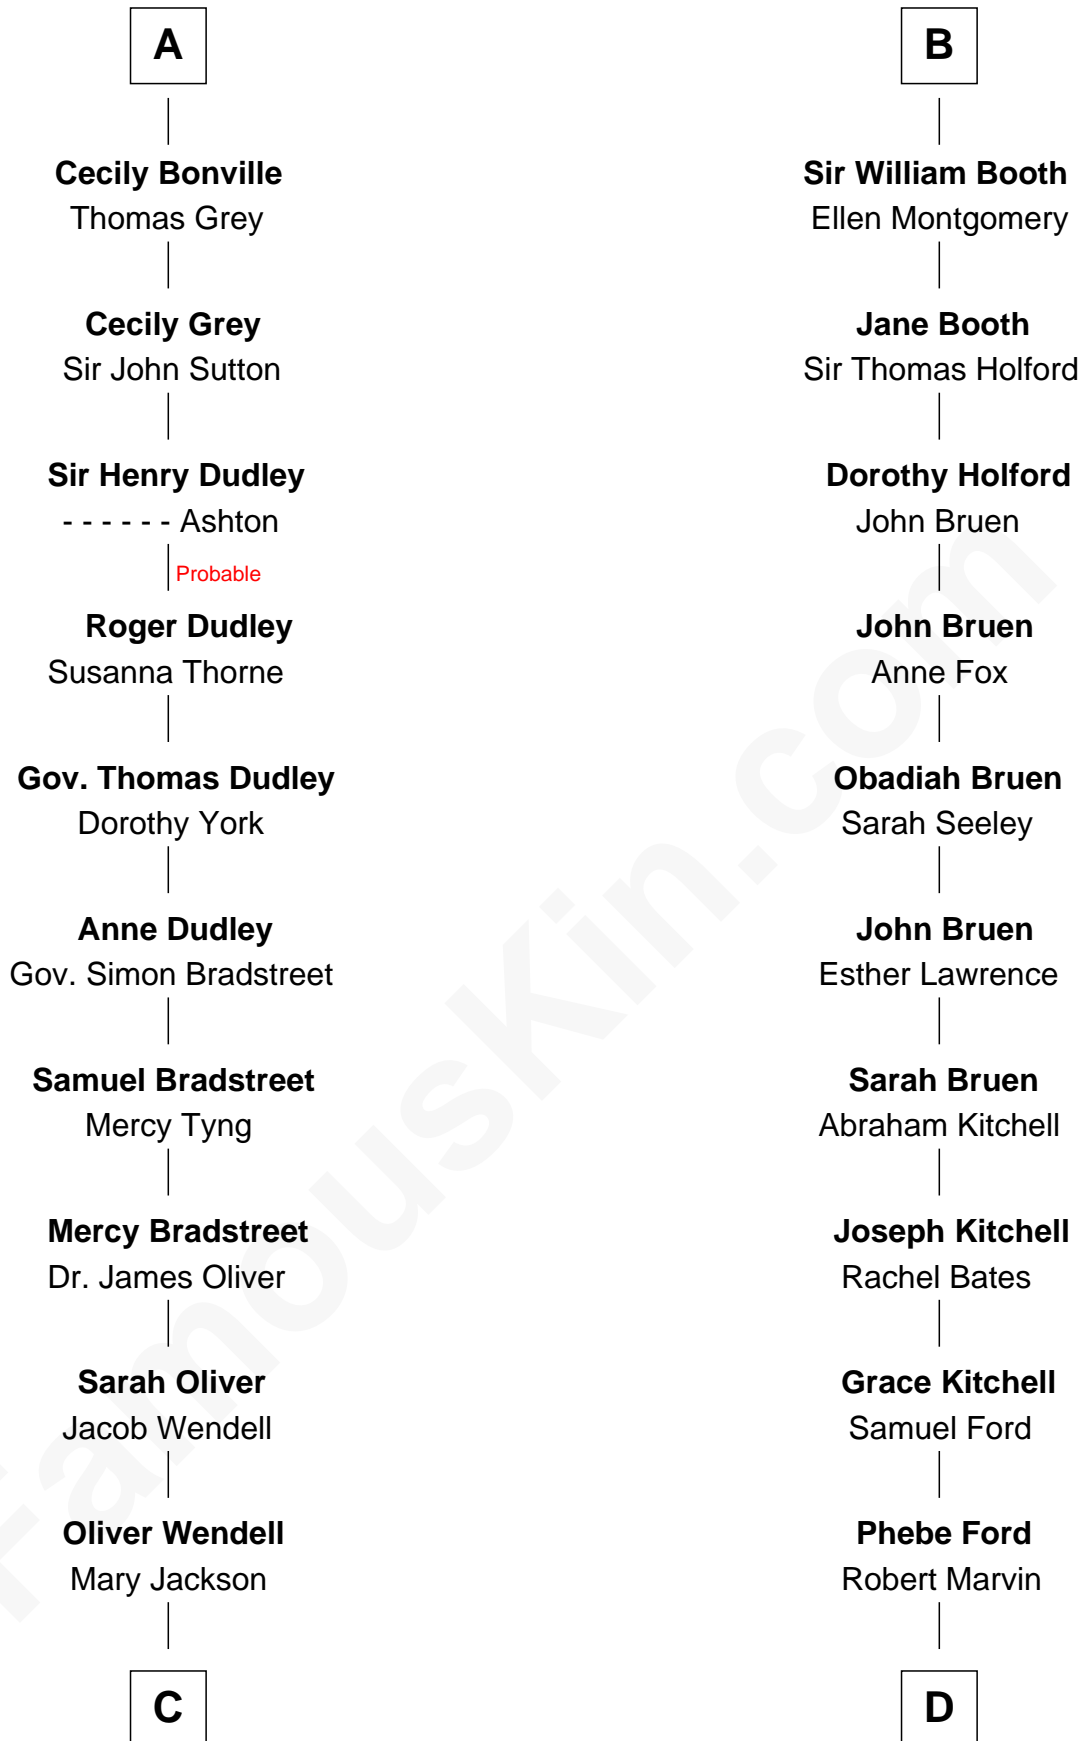 A
Cecily Bonville
Thomas Grey
Cecily Grey
Sir John Sutton
Sir Henry Dudley
- - - - - - Ashton
Probable
Roger Dudley
Susanna Thorne
Gov. Thomas Dudley
Dorothy York
Anne Dudley
Gov. Simon Bradstreet
Samuel Bradstreet
Mercy Tyng
Mercy Bradstreet
Dr. James Oliver
Sarah Oliver
Jacob Wendell
Oliver Wendell
Mary Jackson
C
B
Sir William Booth
Ellen Montgomery
Jane Booth
Sir Thomas Holford
Dorothy Holford
John Bruen
John Bruen
Anne Fox
Obadiah Bruen
Sarah Seeley
John Bruen
Esther Lawrence
Sarah Bruen
Abraham Kitchell
Joseph Kitchell
Rachel Bates
Grace Kitchell
Samuel Ford
Phebe Ford
Robert Marvin
D
FamousKin.com